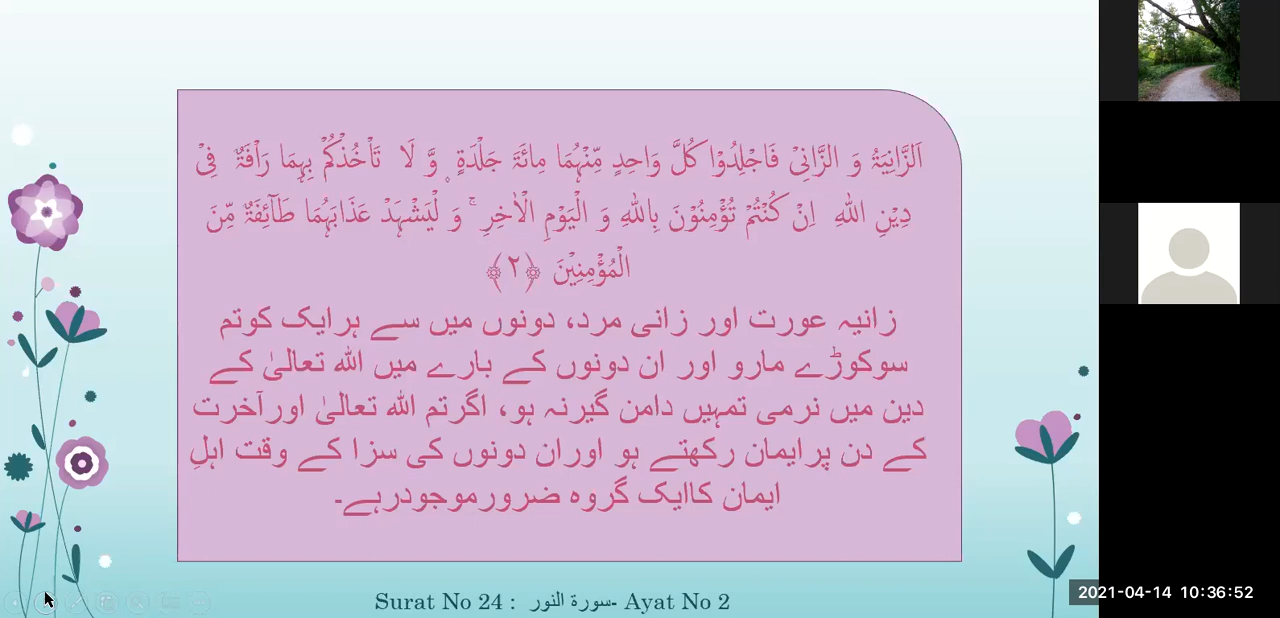 اَلزَّانِیَۃُ وَ الزَّانِیۡ فَاجۡلِدُوۡا کُلَّ وَاحِدٍ مِّنۡہُمَا مِائَۃَ جَلۡدَۃٍ ۪ وَّ لَا تَاۡخُذۡکُمۡ بِہِمَا رَاۡفَۃٌ فِیۡ
دِیۡنِ اللّٰہِ اِنۡ کُنۡتُمۡ تُؤۡمِنُوۡنَ بِاللّٰہِ وَ الۡیَوۡمِ الۡاٰخِرِ ۚ وَ لۡیَشۡہَدۡ عَذَابَہُمَا طَآئِفَۃٌ مِّنَ
الۡمُؤۡمِنِیۡنَ ﴿۲﴾
زانیہ عورت اور زانی مرد، دونوں میں سے ہرایک کوتم
سوکوڑے مارو اور ان دونوں کے بارے میں اللہ تعالیٰ کے
دین میں نرمی تمہیں دامن گیرنہ ہو، اگرتم اللہ تعالیٰ اورآخرت
کے دن پرایمان رکھتے ہو اوران دونوں کی سزا کے وقت اہلِ
ایمان کاایک گروہ ضرورموجودرہے۔
Surat No 24 : سورة النور - Ayat No 2
2021-04-14 10:36:52